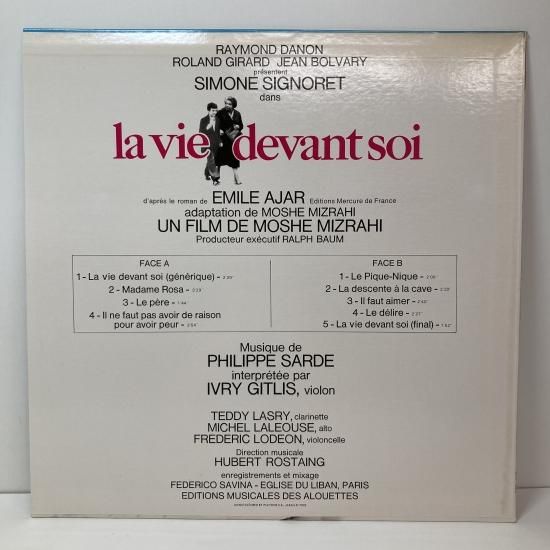 RAYMOND DANON
ROLAND GIRARD JEAN BOLVARY
présentent
SIMONE SIGNORET
dans
la vie devant soi
d'après le roman de EMILE AJAR Editions Mercure de France
adaptation de MOSHE MIZRAHI
UN FILM DE MOSHE MIZRAHI
Producteur exécutif RALPH BAUM
FACE A
1 - La vie devant soi (générique) -
2 - Madame Rosa -
3 - Le père -
4 - Il ne faut pas avoir de raison
pour avoir peur -
FACE B
1 - Le Pique-Nique -
2 - La descente à la cave -
3 - Il faut aimer -
4 - Le délire -
5 - La vie devant soi (final) -
Musique de
PHILIPPE SARDE
interprétée par
IVRY GITLIS, violon
TEDDY LASRY, clarinette
MICHEL LALEOUSE, alto
FREDERIC LODEON, violoncelle
Direction musicale
HUBERT ROSTAING
enregistrements et mixage
FEDERICO SAVINA - EGLISE DU LIBAN, PARIS
EDITIONS MUSICALES DES ALOUETTES